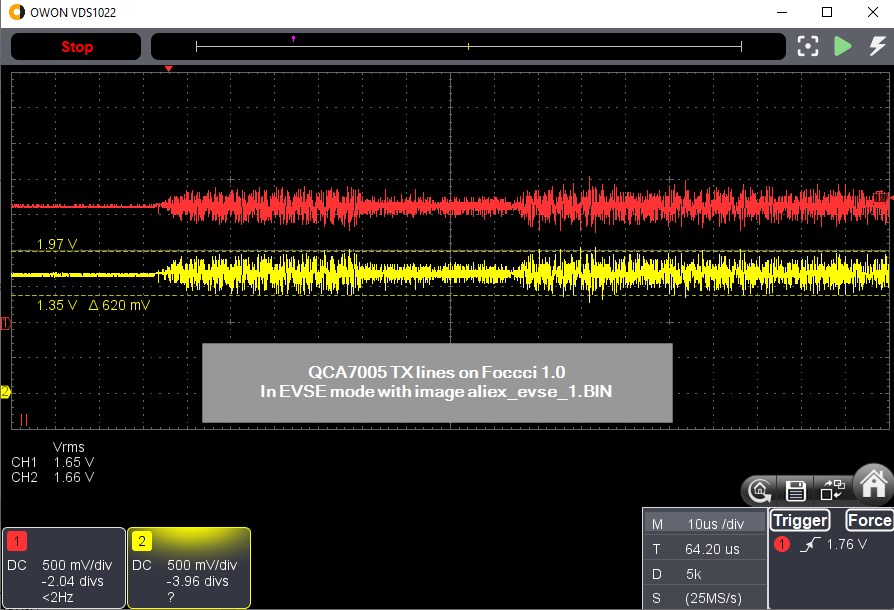 OWON VDS1022
Stop
T
1.97 V
1.35 V Δ 620 mV
1
2
QCA7005 TX lines on Foccci 1.0
In EVSE mode with image aliex_evse_1.BIN
Vrms
CH1 1.65 V
CH2 1.66 V
1
DC 500 mV/div
-2.04 divs
<2Hz
2
DC 500 mV/div
-3.96 divs
?
M 10us /div
T 64.20 us
D 5k
S (25MS/s)
Trigger Force
1 1.76 V